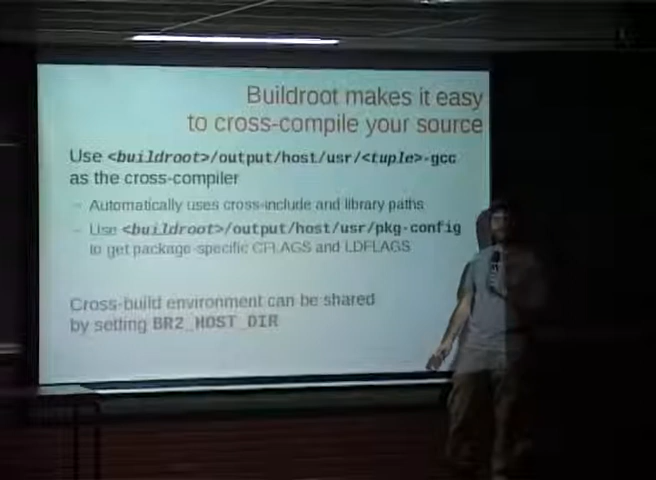 Buildroot makes it easy
to cross-compile your source
Use <buildroot>/output/host/usr/<tuple>-gcc
as the cross-compiler
– Automatically uses cross-include and library paths
– Use <buildroot>/output/host/usr/pkg-config
to get package-specific CFLAGS and LDFLAGS
Cross-build environment can be shared
by setting BR2_HOST_DIR